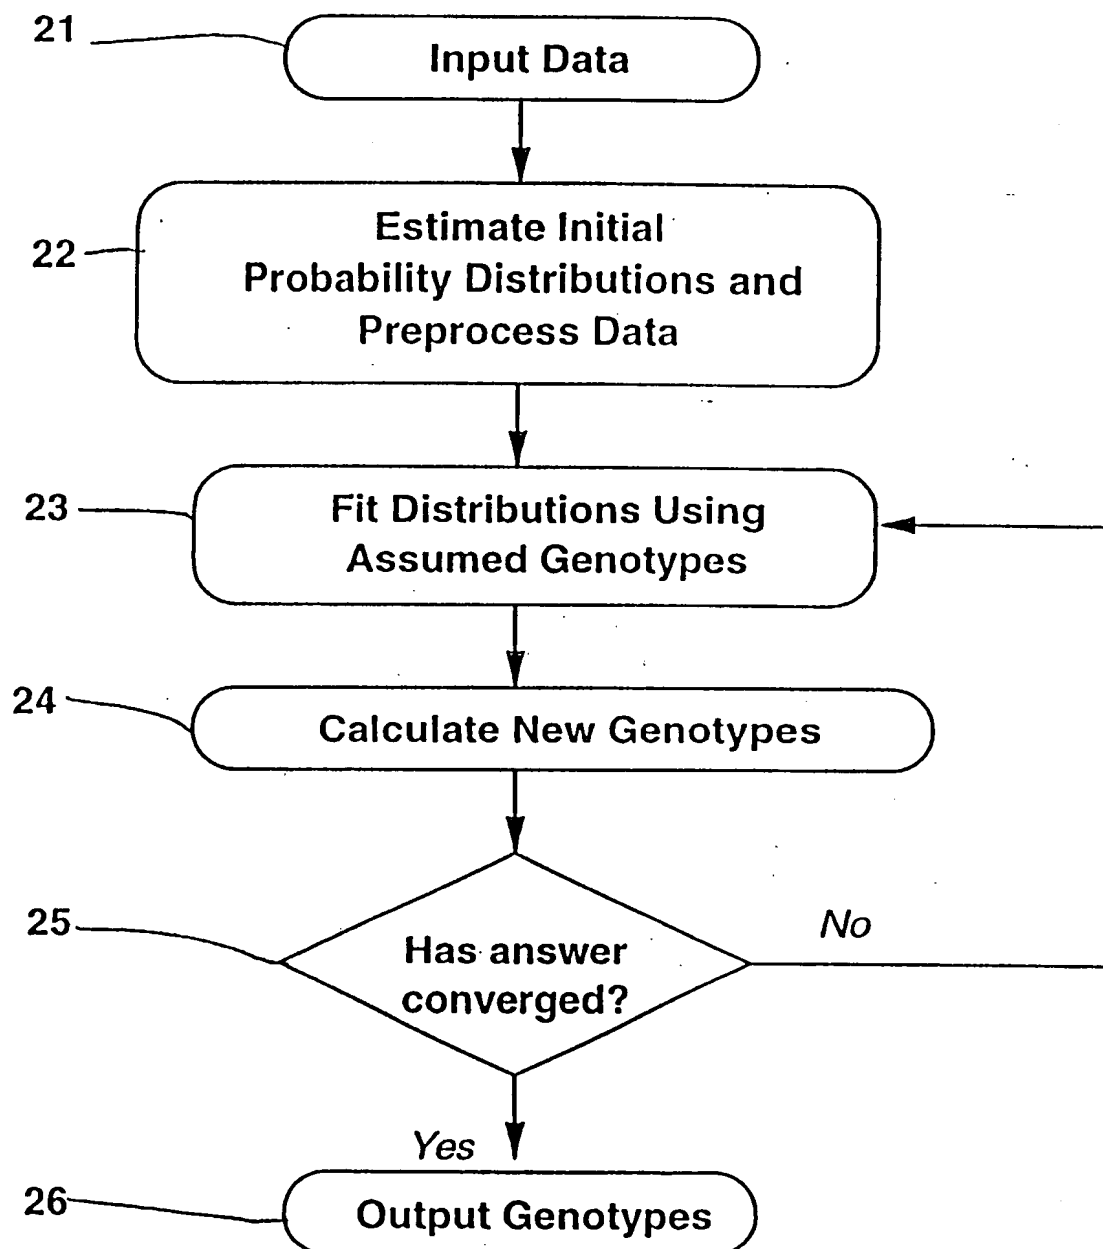 21
Input Data
22
Estimate Initial
Probability Distributions and
Preprocess Data
23
Fit Distributions Using
Assumed Genotypes
24
Calculate New Genotypes
25
Has answer
converged?
No
Yes
26
Output Genotypes